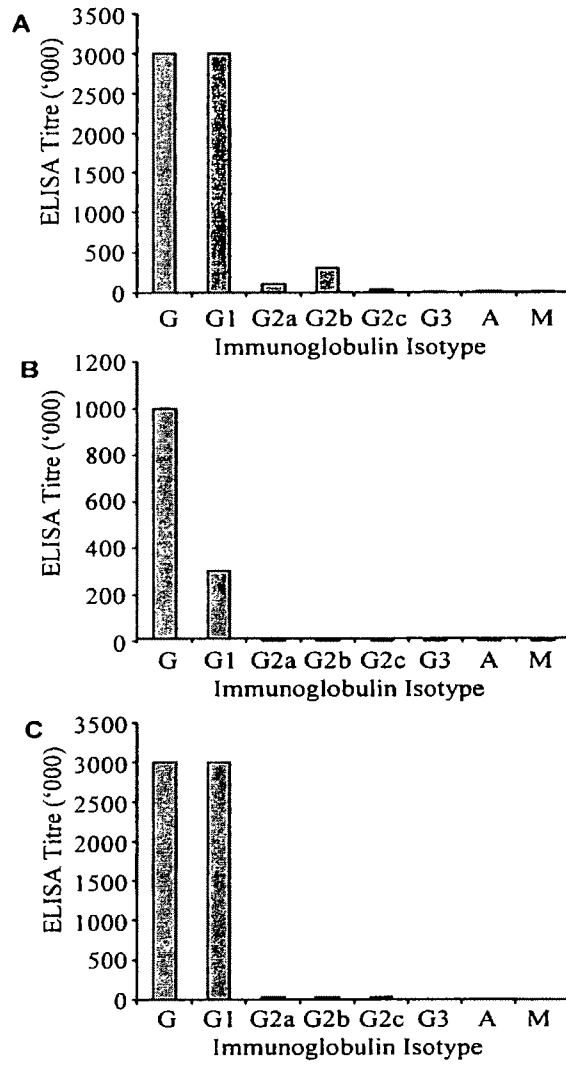 A
ELISA Titre ('000)
3500
3000
2500
2000
1500
1000
500
0
G G1 G2a G2b G2c G3 A M
Immunoglobulin Isotype
B
ELISA Titre ('000)
1200
1000
800
600
400
200
0
G G1 G2a G2b G2c G3 A M
Immunoglobulin Isotype
C
ELISA Titre ('000)
3500
3000
2500
2000
1500
1000
500
0
G G1 G2a G2b G2c G3 A M
Immunoglobulin Isotype